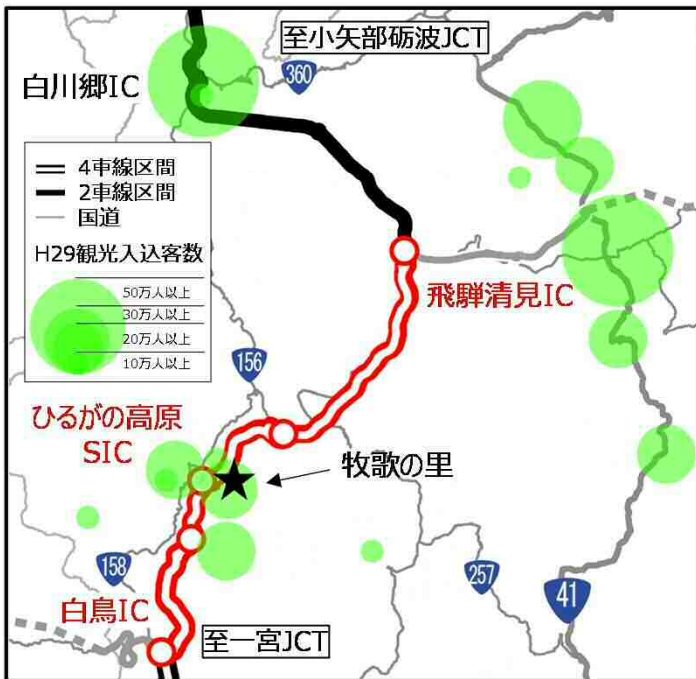 至小矢部砺波JCT
白川郷IC
360
4車線区間
2車線区間
国道
H29観光入込客数
50万人以上
30万人以上
20万人以上
10万人以上
飛騨清見IC
156
ひるがの高原
SIC
牧歌の里
158
257
41
白鳥IC
至一宮JCT